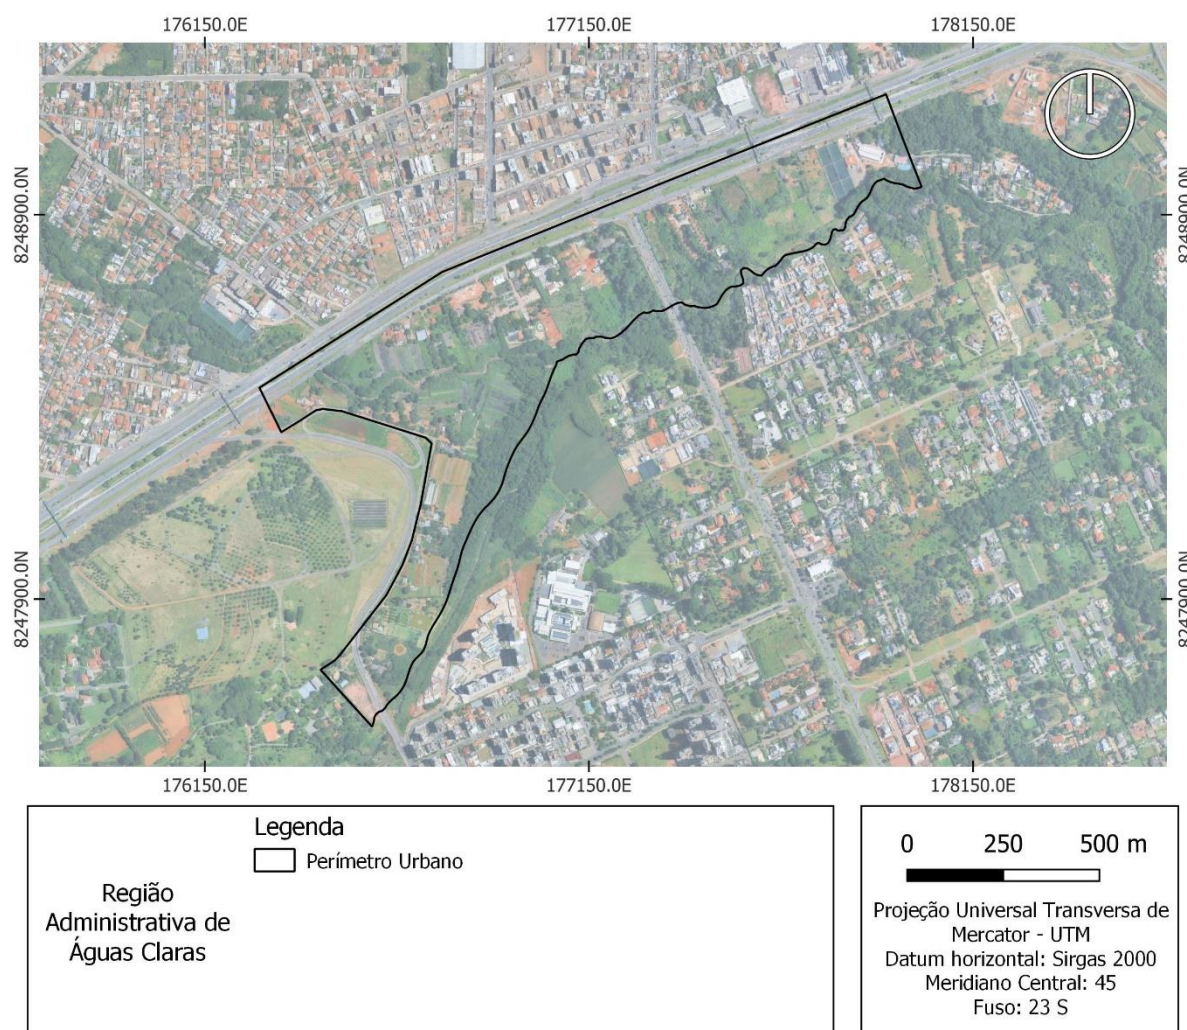 176150.0E
177150.0E
178150.0E
8248900.0N
8248900.0N
8247900.0N
8247900.0N
176150.0E
177150.0E
178150.0E
Legenda
Perímetro Urbano
Região
Administrativa de
Águas Claras
0 250 500 m
Projeção Universal Transversa de
Mercator - UTM
Datum horizontal: Sirgas 2000
Meridiano Central: 45
Fuso: 23 S